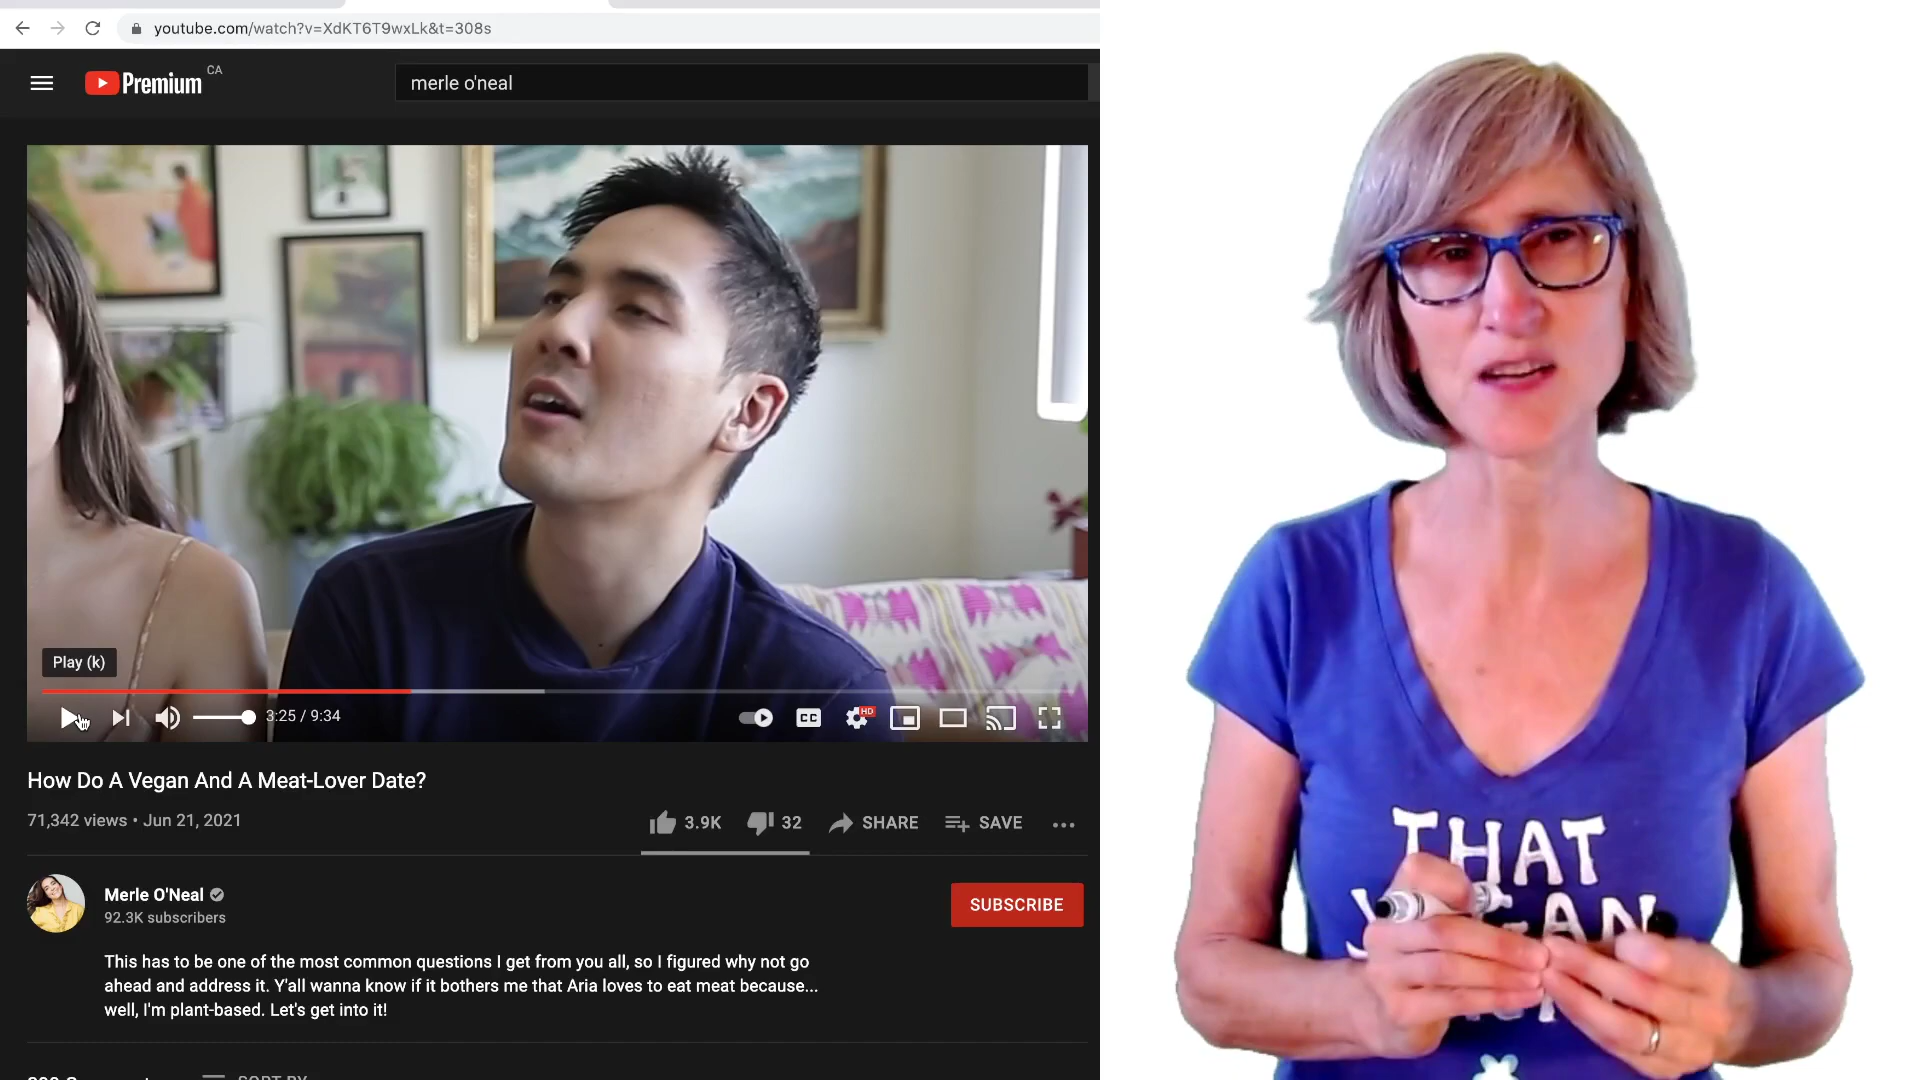 youtube.com/watch?v=XdKT6T9wxLk&t=308s
Premium CA
merle o'neal
Play (k)
3:25 / 9:34
CC
HD
How Do A Vegan And A Meat-Lover Date?
71,342 views • Jun 21, 2021
3.9K 32 SHARE SAVE
Merle O'Neal
92.3K subscribers
SUBSCRIBE
This has to be one of the most common questions I get from you all, so I figured why not go
ahead and address it. Y'all wanna know if it bothers me that Aria loves to eat meat because...
well, I'm plant-based. Let's get into it!
SORT BY
THAT